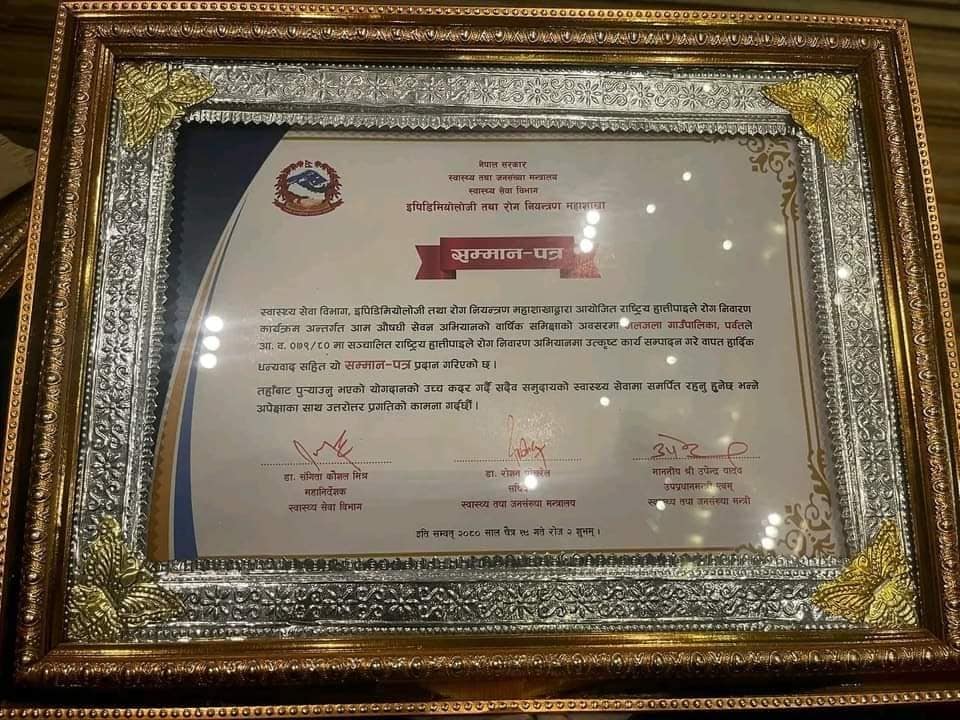 नेपाल सरकार
स्वास्थ्य तथा जनसंख्या मन्त्रालय
स्वास्थ्य सेवा विभाग
इपिडिमियोलोजी तथा रोग नियन्त्रण महाशाखा
सम्मान-पत्र
स्वास्थ्य सेवा विभाग, इपिडिमियोलोजी तथा रोग नियन्त्रण महाशाखाद्वारा आयोजित राष्ट्रिय हात्तीपाइले रोग निवारण
कार्यक्रम अन्तर्गत आम औषधी सेवन अभियानको वार्षिक समिक्षाको अवसरमा गाउँपालिका, पर्वतले
आ. व. ०७९/८० मा सञ्चालित राष्ट्रिय हात्तीपाइले रोग निवारण अभियानमा उत्कृष्ट कार्य सम्पादन गरे वापत हार्दिक
धन्यवाद सहित यो सम्मान-पत्र प्रदान गरिएको छ ।
तहाँबाट पुऱ्याउनु भएको योगदानको उच्च कदर गर्दै सदैव समुदायको स्वास्थ्य सेवामा समर्पित रहनु हुनेछ भन्ने
अपेक्षाका साथ उत्तरोत्तर प्रगतिको कामना गर्दछौं ।
डा. संगिता कौशल मिश्र
महानिर्देशक
स्वास्थ्य सेवा विभाग
डा. रोशन
स्वास्थ्य तथा जनसंख्या मन्त्रालय
माननीय श्री उपेन्द्र यादव
उपप्रधानमन्त्री एवम्
स्वास्थ्य तथा जनसंख्या मन्त्री
इति सम्वत् २०८० साल चैत्र १५ गते रोज २ शुभम् ।